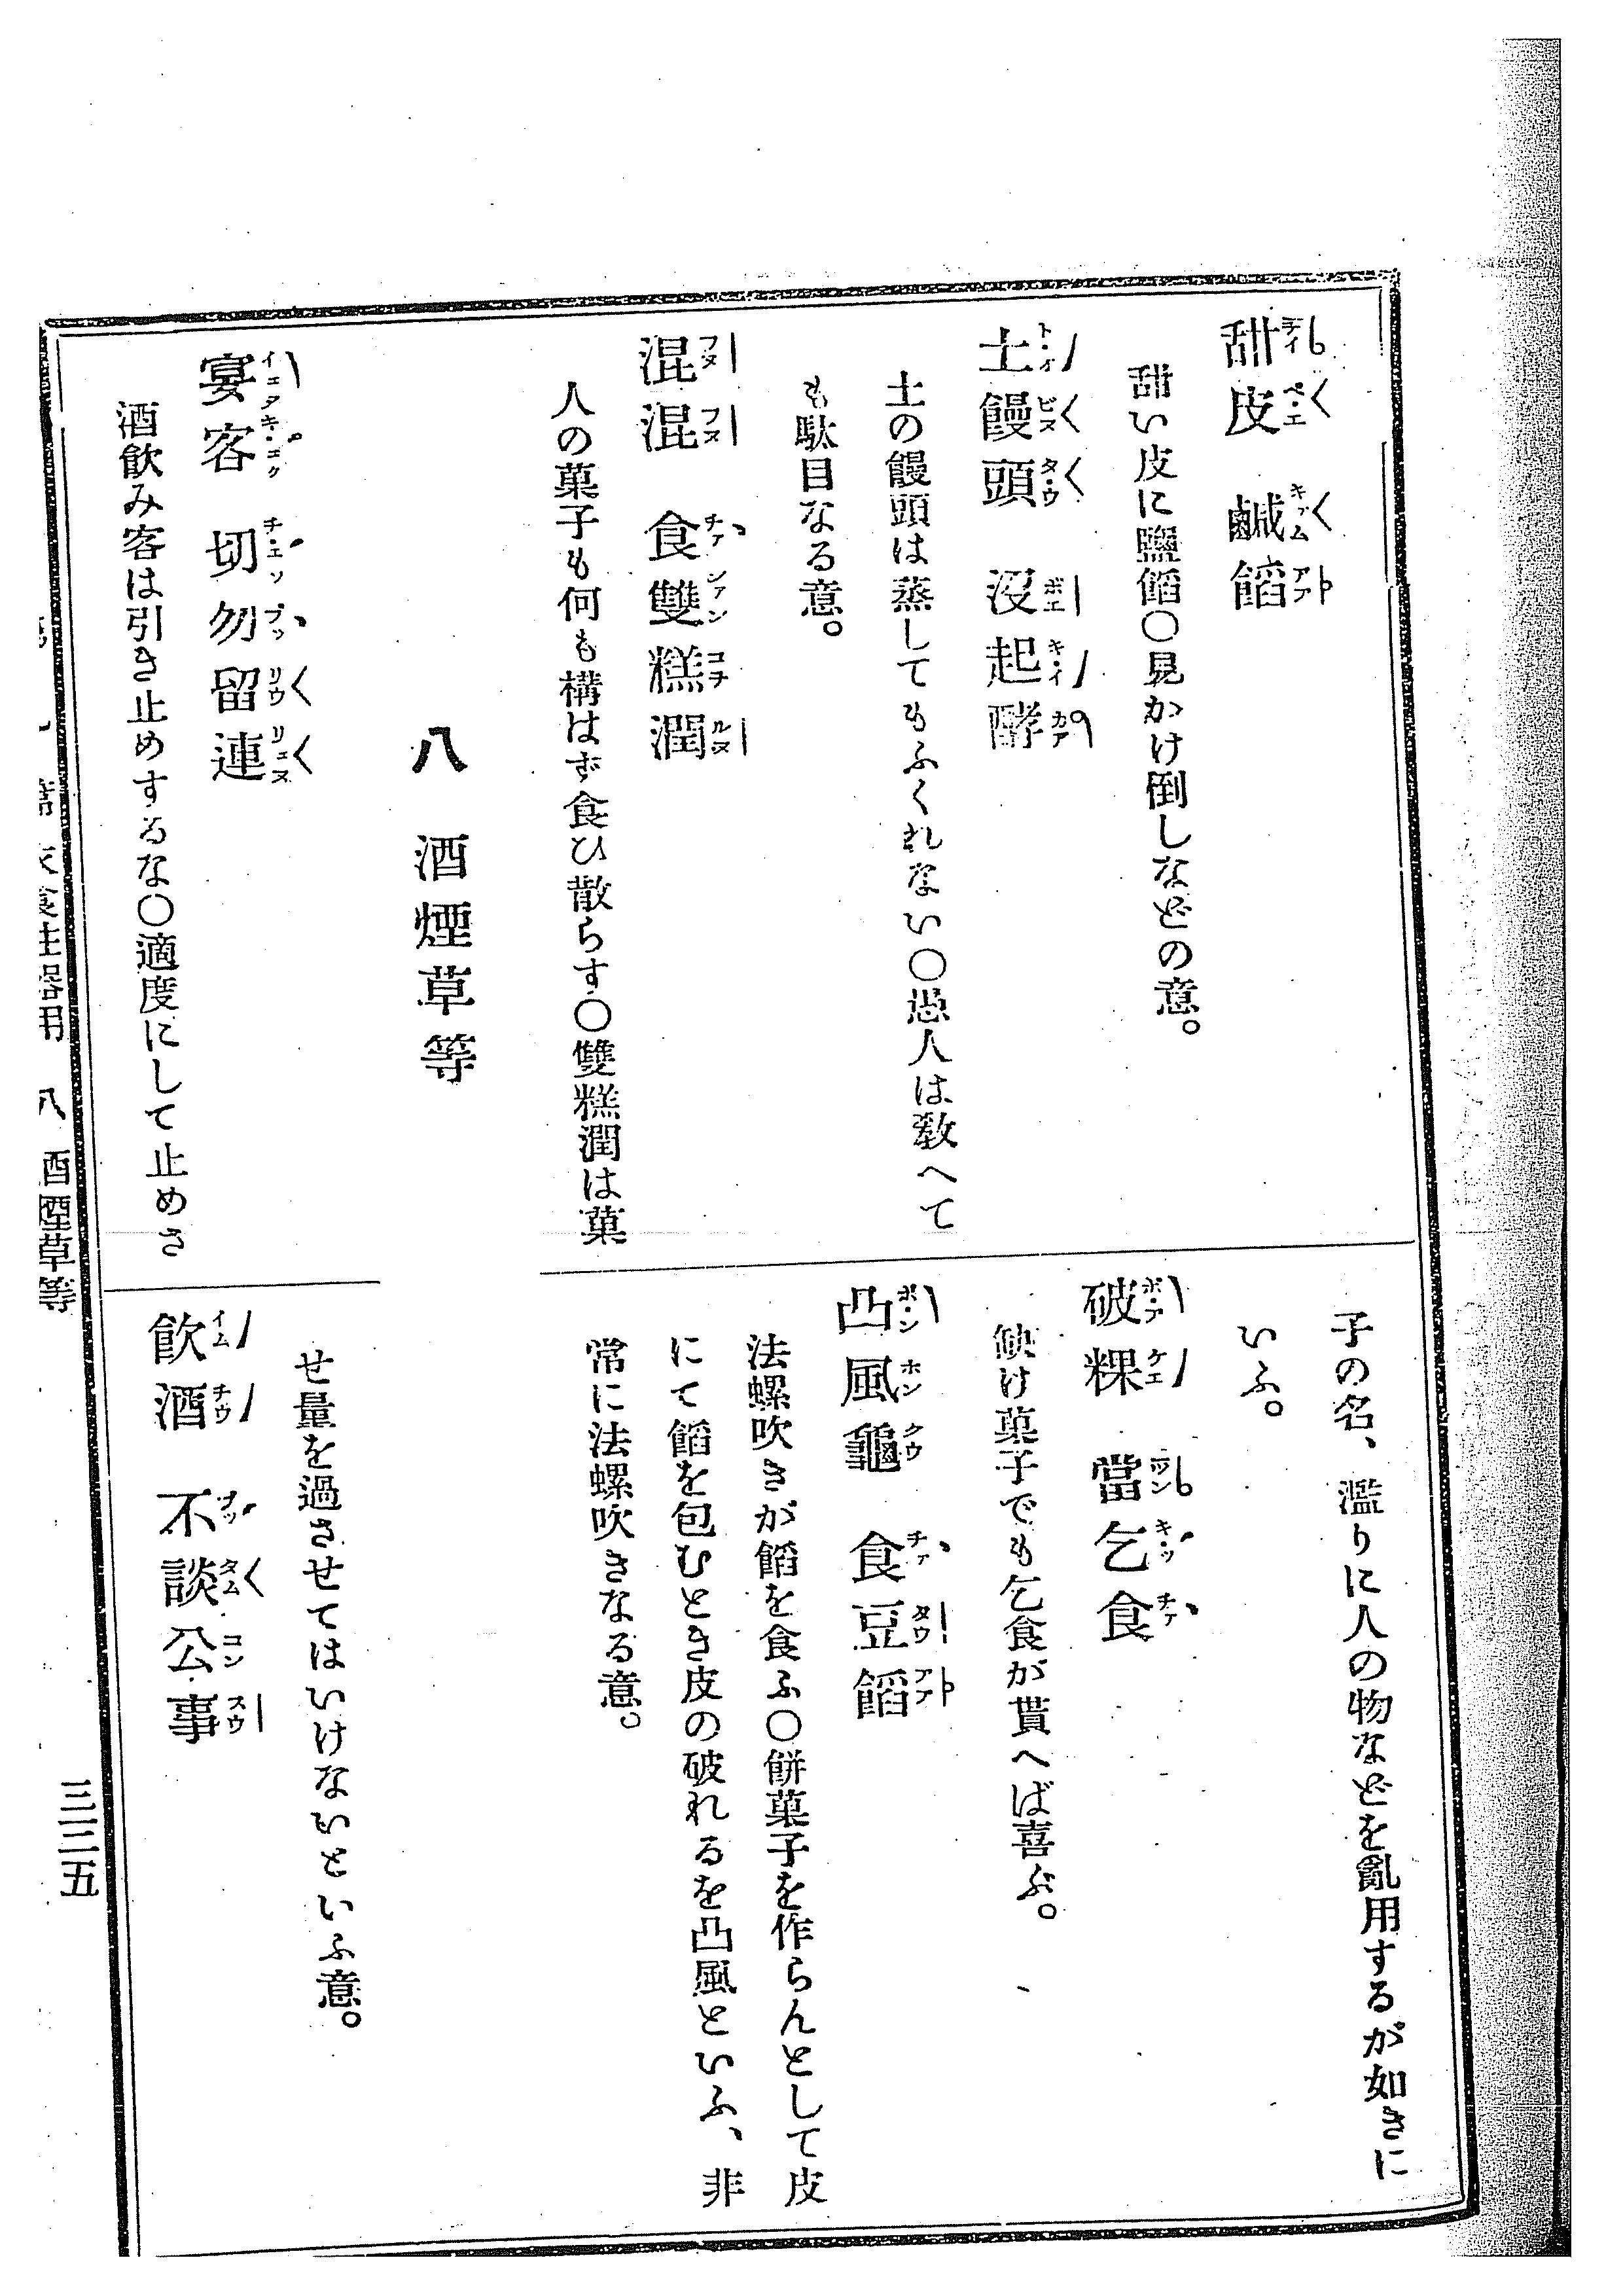 甜皮　鹹餡
甜い皮に鹽餡〇見かけ倒しなどの意。
土饅頭　沒起酵
土の饅頭は蒸してもふくれない〇愚人は敎へて
も駄目なる意。
混混　食雙糕潤
人の菓子も何も構はず食ひ散らす〇雙糕潤は菓
子の名、濫りに人の物などを亂用するが如きに
いふ。
破粿　當乞食
缺け菓子でも乞食が貰へば喜ぶ。
凸風龜　食豆餡
法螺吹きが餡を食ふ〇餅菓子を作らんとして皮
にて餡を包むとき皮の破れるを凸風といふ、非
常に法螺吹きなる意。
八　酒煙草等
宴客　切勿留連
酒飮み客は引き止めするな〇適度にして止めさ
せ量を過させてはいけないといふ意。
飮酒　不談公事
八　酒煙草等
三三五